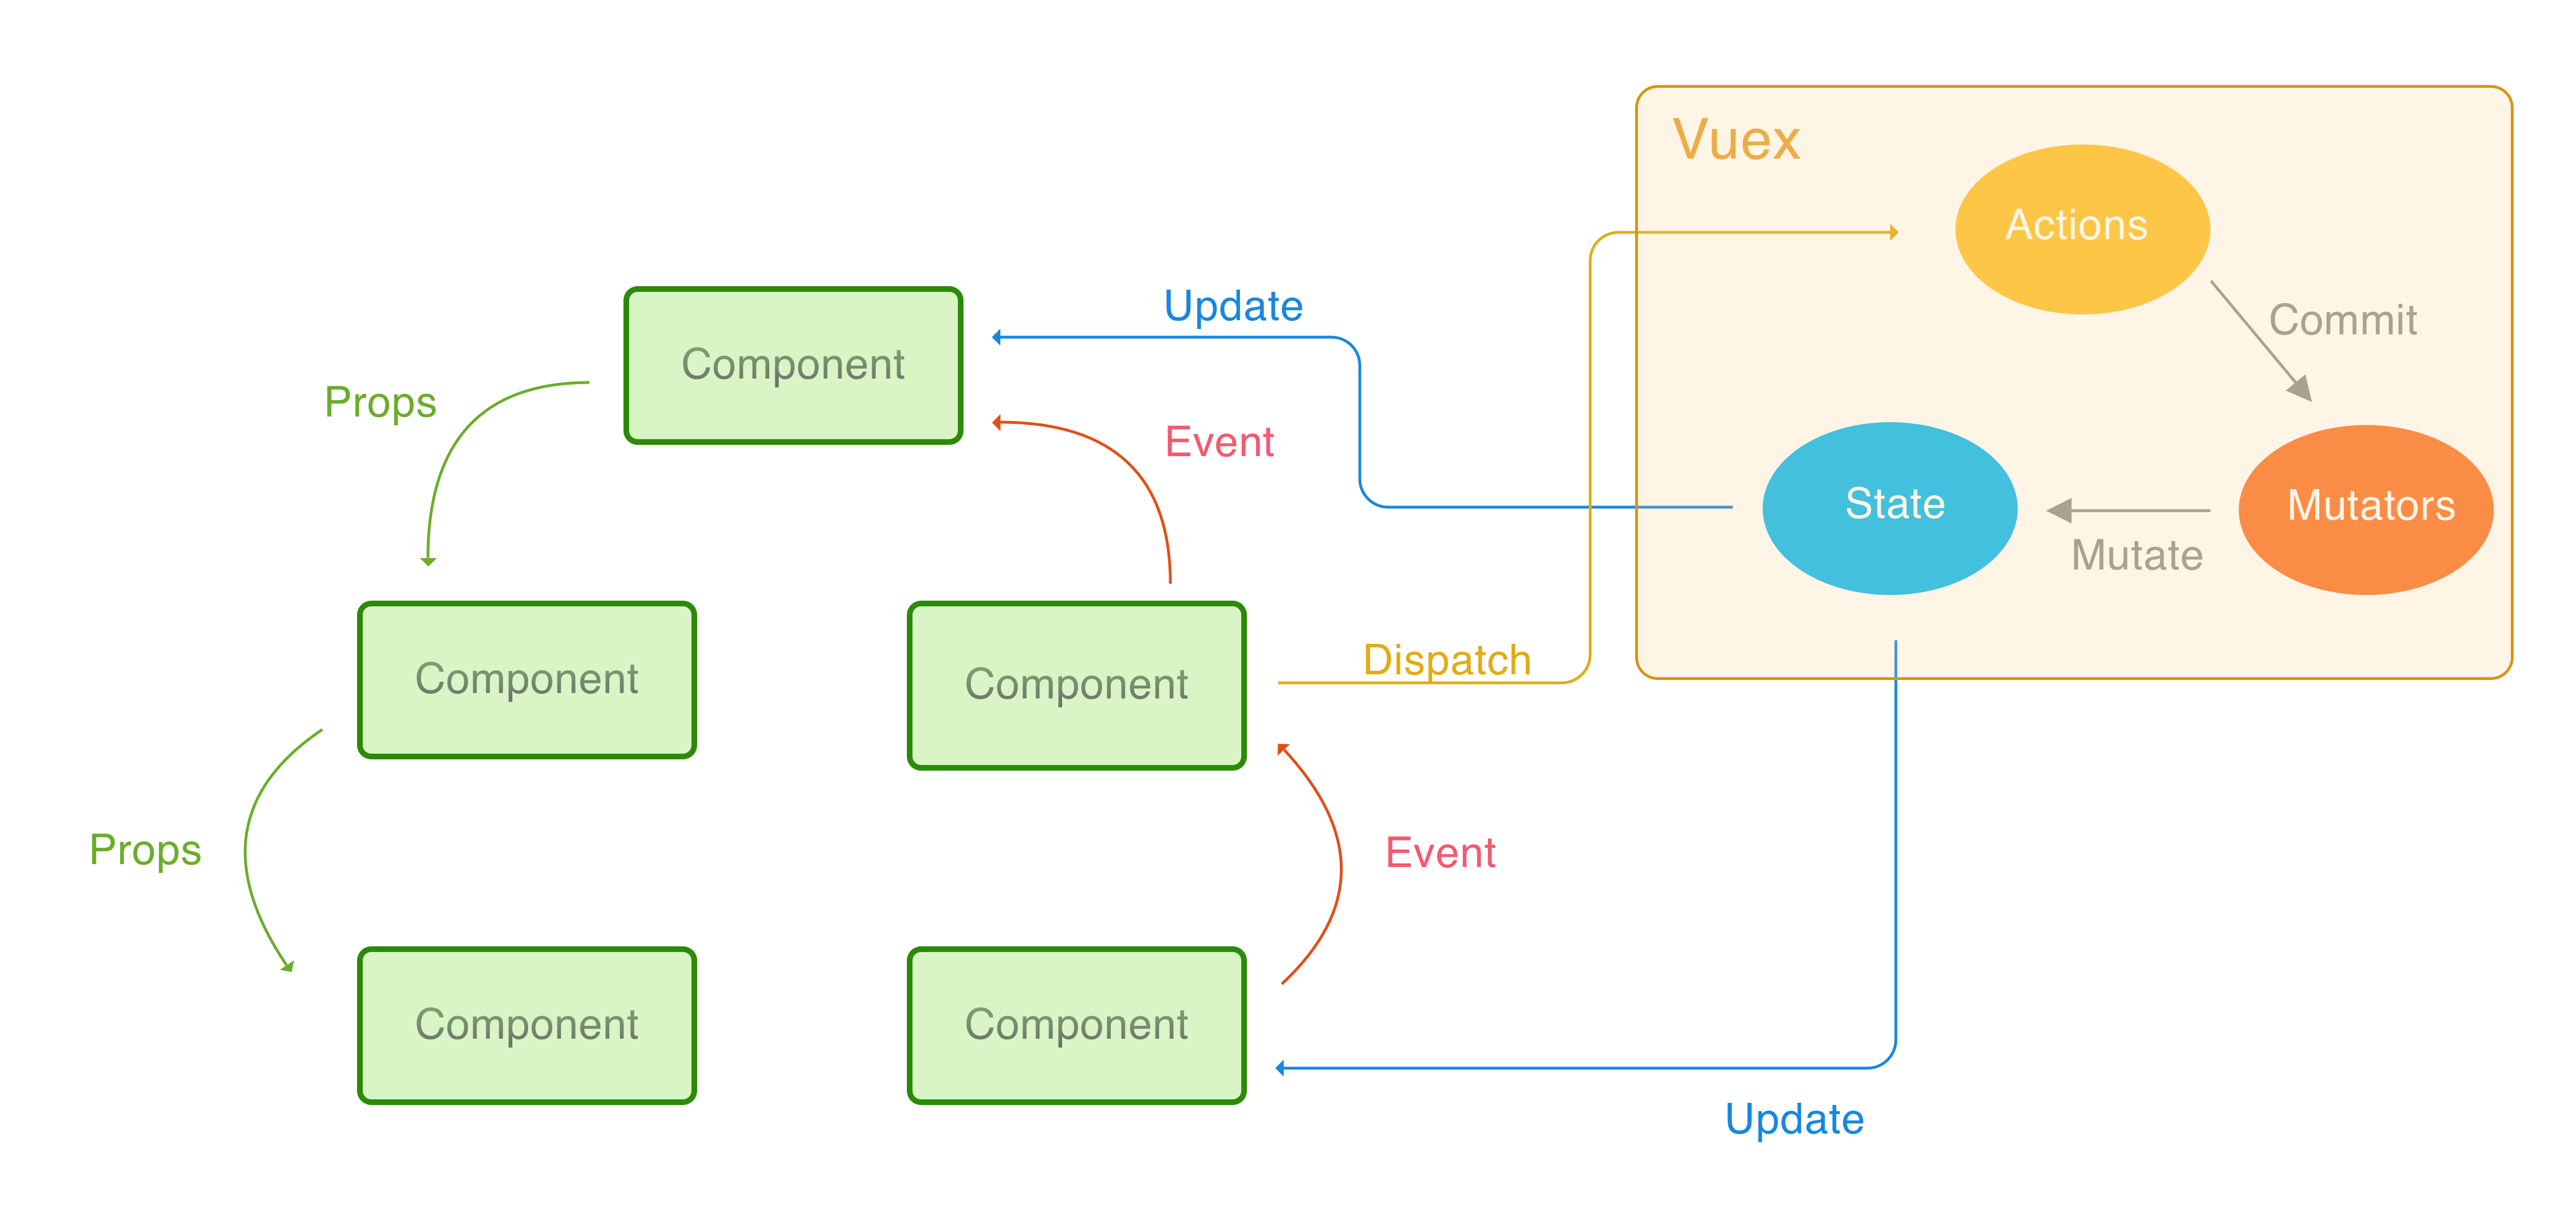 Vuex
Actions
Commit
Update
Component
Props
Event
State
Mutators
Mutate
Dispatch
Component
Component
Props
Event
Component
Component
Update